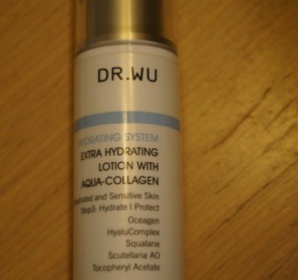 DR.WU
HYDRATING SYSTEM
EXTRA HYDRATING
LOTION WITH
AQUA-COLLAGEN
and Sensitive Skin
Step3: Hydrate I Protect
Oceagen
HyaluComplex
Squalane
Scutellaria AO
Tocopheryl Acetate